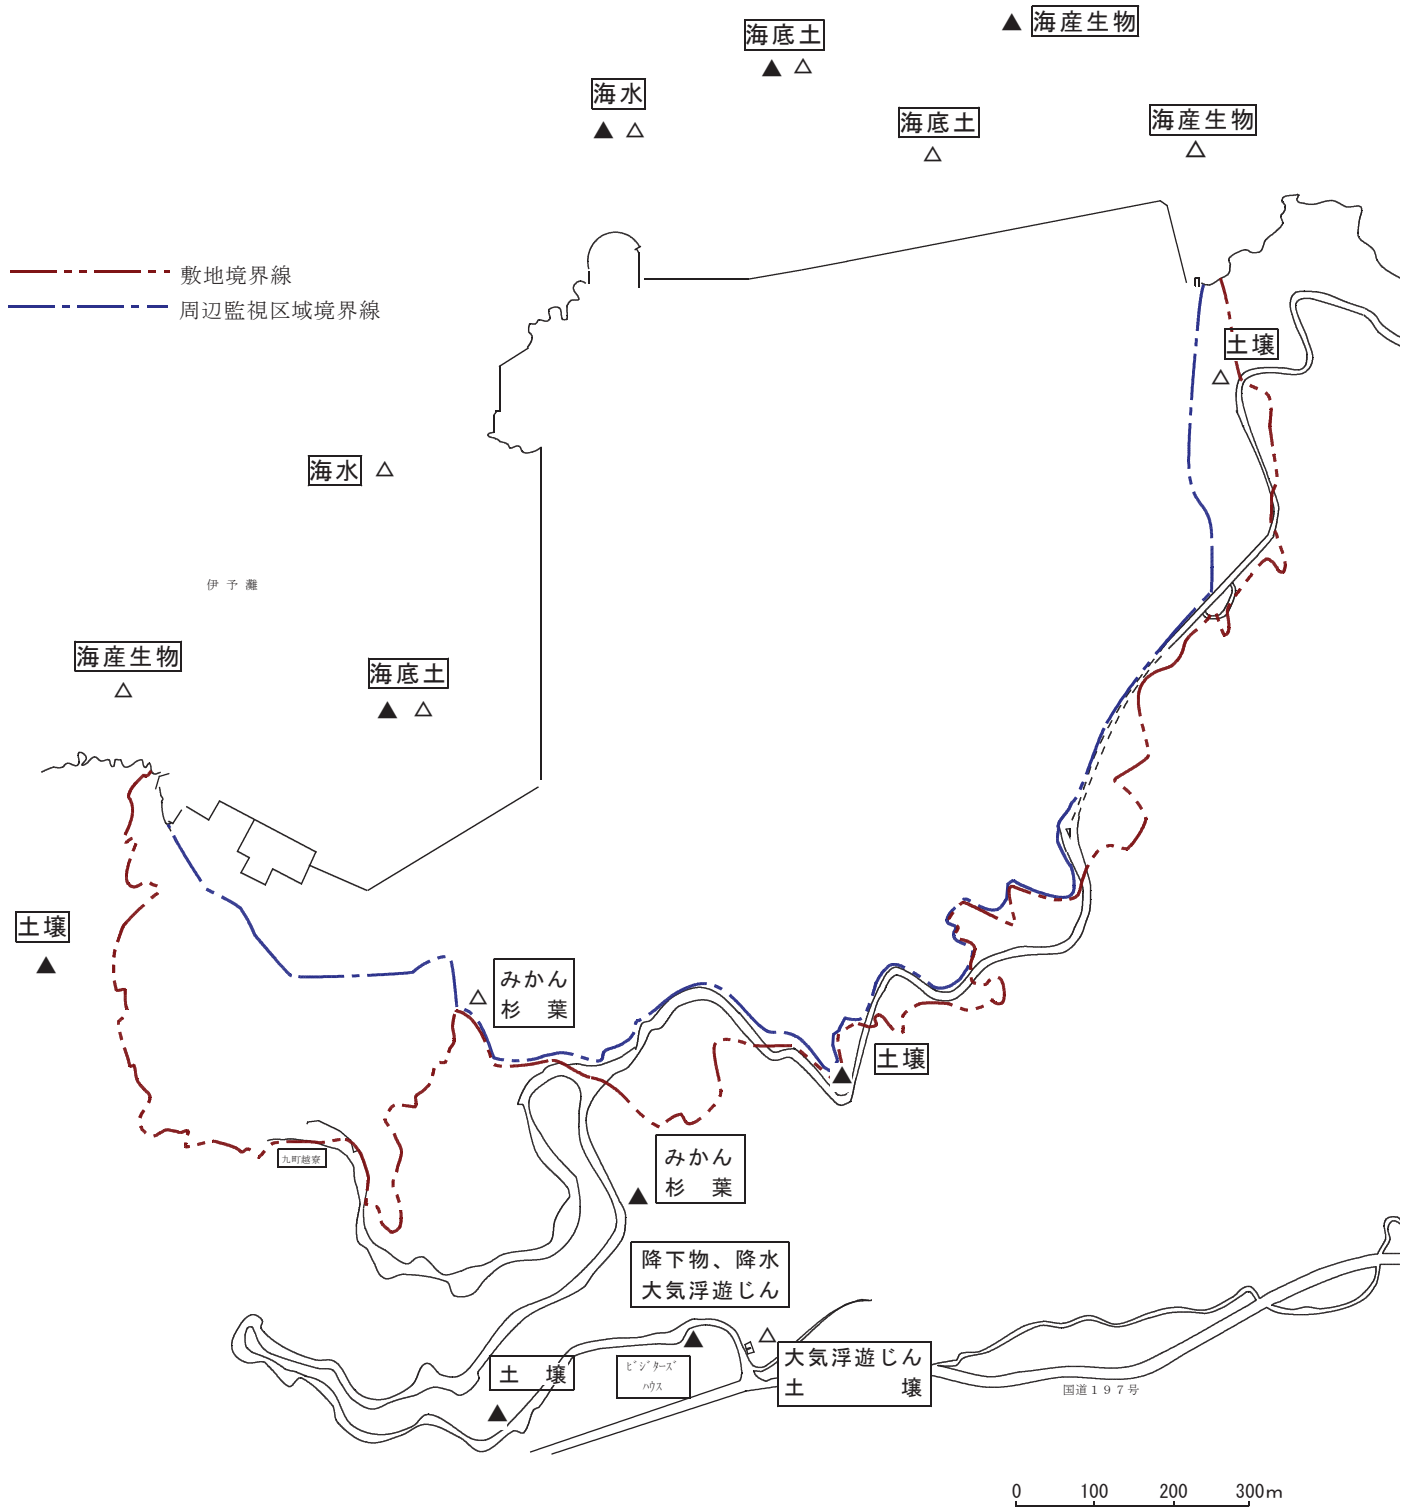 海産生物
海底土
海水
海底土
海産生物
敷地境界線
周辺監視区域境界線
土壌
海水
伊予灘
海産生物
海底土
土壌
みかん
杉 葉
土壌
みかん
杉 葉
九町越寮
降下物、降水
大気浮遊じん
大気浮遊じん
土 壌
ﾋﾞｼﾞﾀｰｽﾞ
ﾊｳｽ
土 壌
国道197号
0 100 200 300m